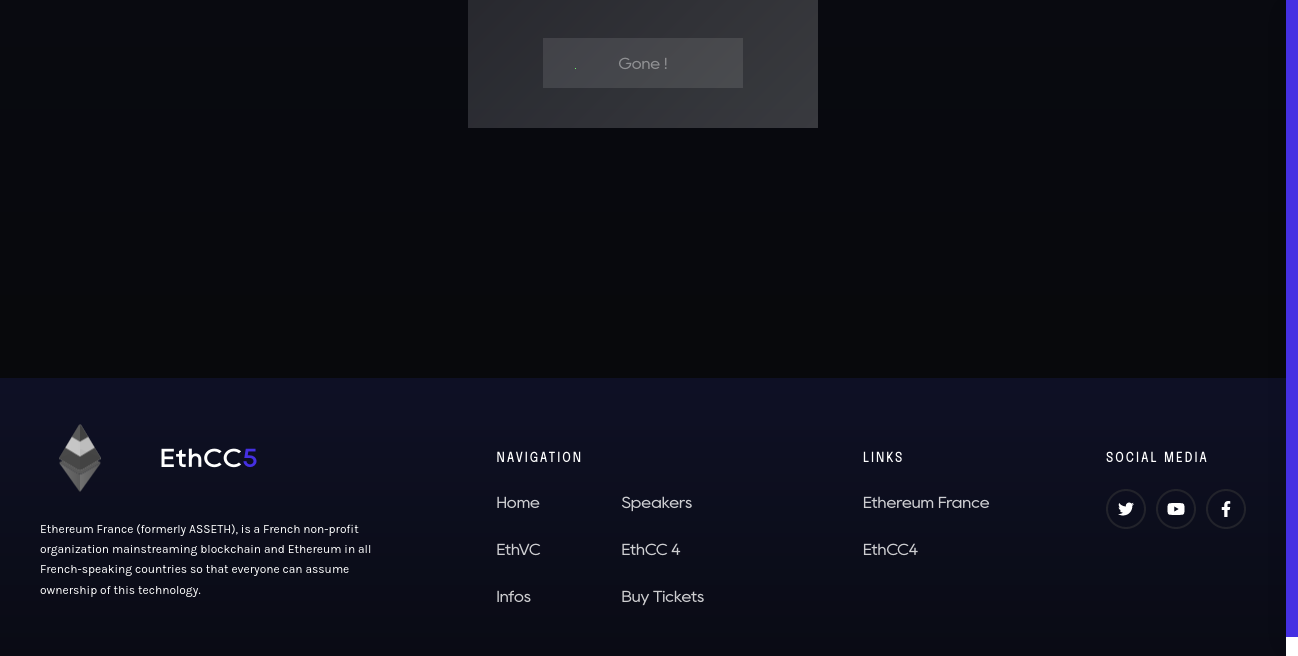 Gone !
EthCC5
Ethereum France (formerly ASSETH), is a French non-profit
organization mainstreaming blockchain and Ethereum in all
French-speaking countries so that everyone can assume
ownership of this technology.
NAVIGATION
Home
Speakers
EthVC
EthCC 4
Infos
Buy Tickets
LINKS
Ethereum France
EthCC4
SOCIAL MEDIA